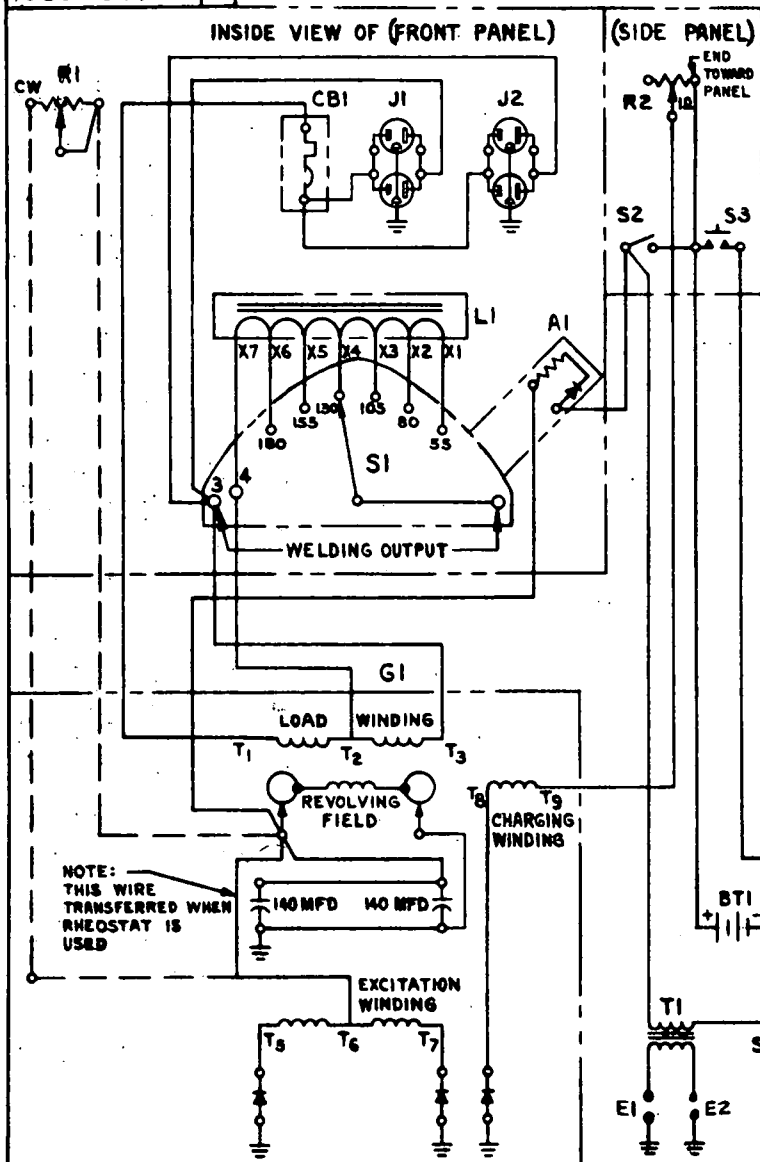 INSIDE VIEW OF (FRONT PANEL)
(SIDE PANEL)
CW
R1
CB1
J1
J2
R2
1Ω
END
TOWARD
PANEL
S2
S3
L1
A1
X7 X6 X5 X4 X3 X2 X1
180 155 130 105 80 55
S1
3 4
WELDING OUTPUT
G1
LOAD WINDING
T1 T2 T3
REVOLVING
FIELD
T8 T9
CHARGING
WINDING
NOTE:
THIS WIRE
TRANSFERRED WHEN
RHEOSTAT IS
USED
140 MFD 140 MFD
+ BT1 -
EXCITATION
WINDING
T5 T6 T7
T1
S
E1 E2